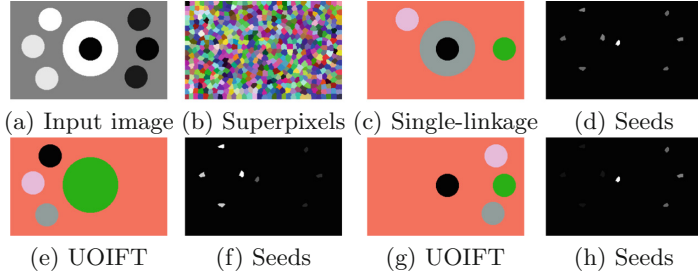 (a) Input image (b) Superpixels (c) Single-linkage (d) Seeds
(e) UOIFT (f) Seeds (g) UOIFT (h) Seeds